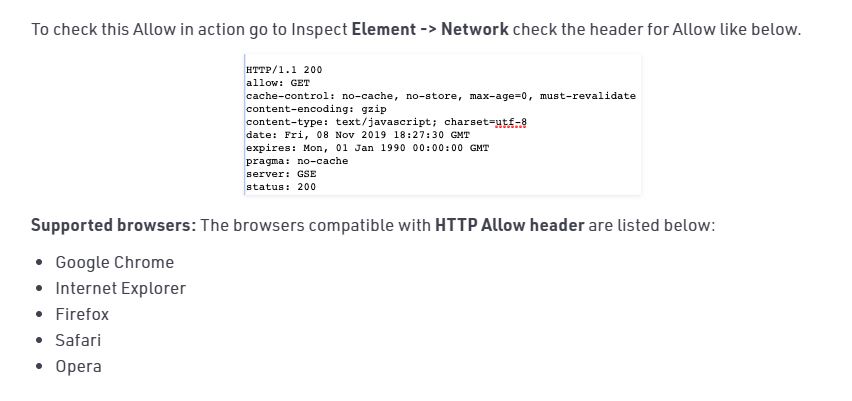 To check this Allow in action go to Inspect Element -> Network check the header for Allow like below.
HTTP/1.1 200
allow: GET
cache-control: no-cache, no-store, max-age=0, must-revalidate
content-encoding: gzip
content-type: text/javascript; charset=utf-8
date: Fri, 08 Nov 2019 18:27:30 GMT
expires: Mon, 01 Jan 1990 00:00:00 GMT
pragma: no-cache
server: GSE
status: 200
Supported browsers: The browsers compatible with HTTP Allow header are listed below:
• Google Chrome
• Internet Explorer
• Firefox
• Safari
• Opera